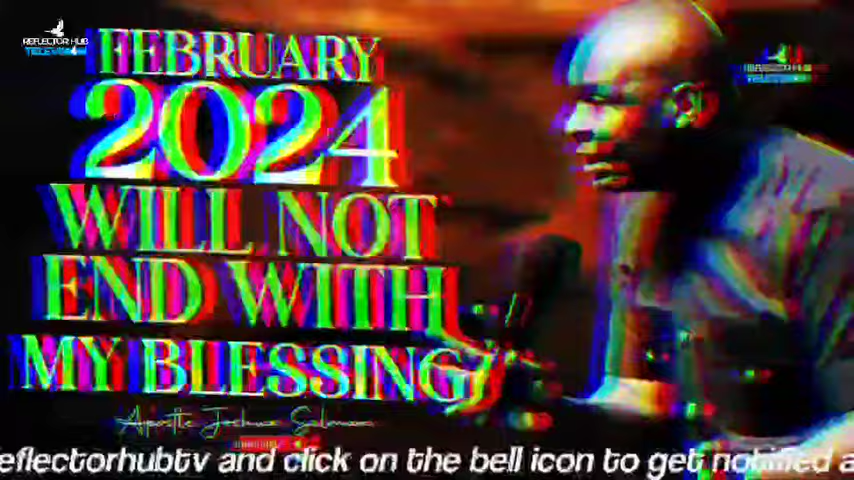 REFLECTOR HUB
TELEVISION
FEBRUARY
2024
WILL NOT
END WITH
MY BLESSING
Apostle Joshua Selman
eflectorhubtv and click on the bell icon to get notified a